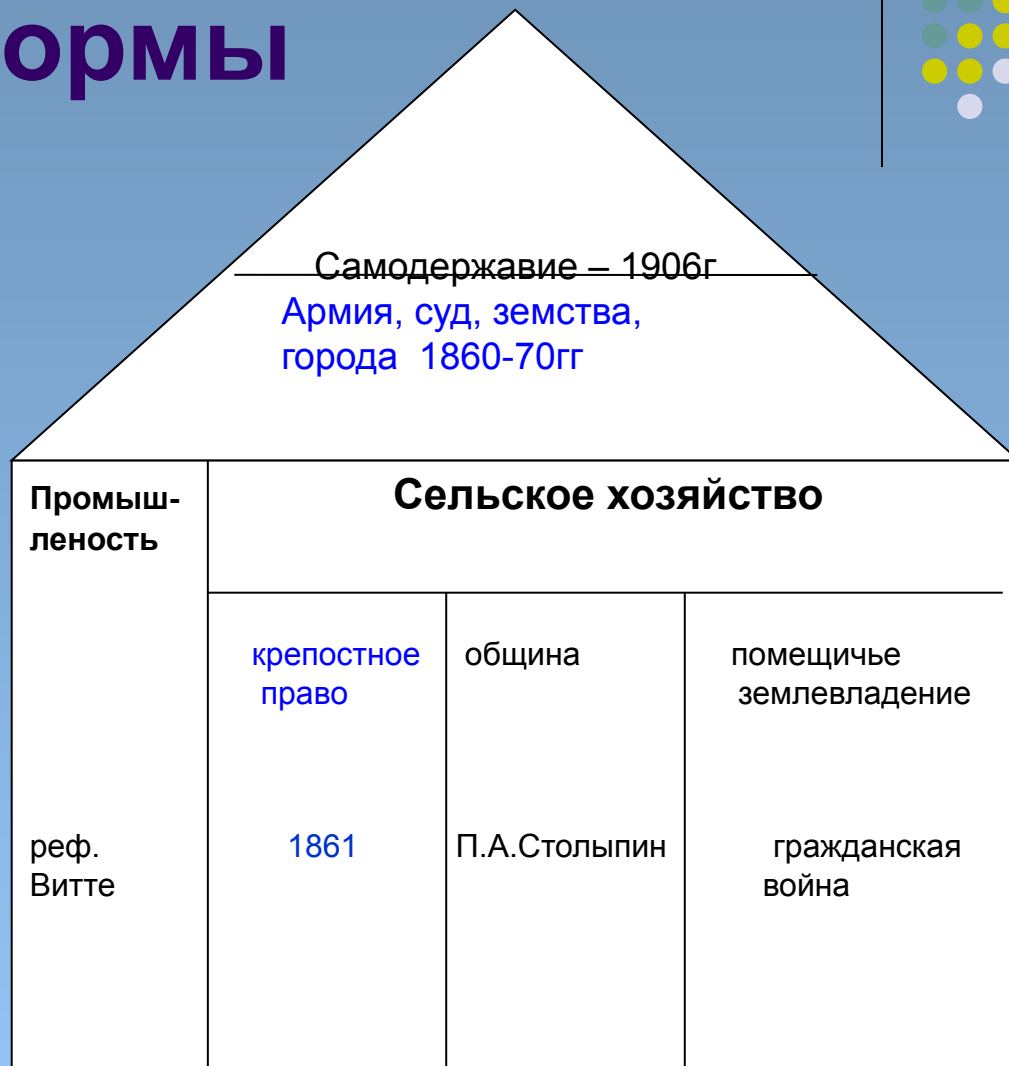 ормы
Самодержавие – 1906г
Армия, суд, земства,
города 1860-70гг
Промыш-
леность
Сельское хозяйство
крепостное
право
община
помещичье
землевладение
реф.
Витте
1861
П.А.Столыпин
гражданская
война